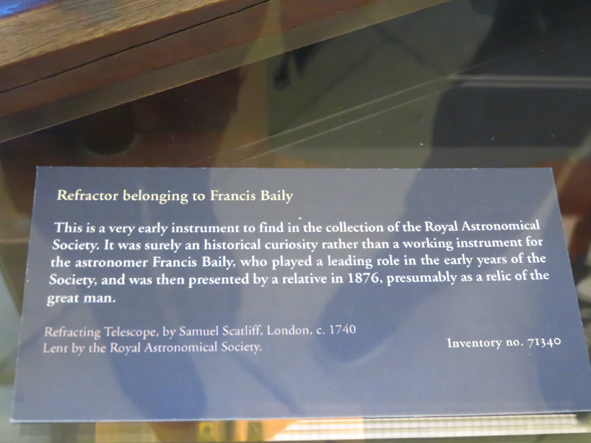 Refractor belonging to Francis Baily
This is a very early instrument to find in the collection of the Royal Astronomical
Society. It was surely an historical curiosity rather than a working instrument for
the astronomer Francis Baily, who played a leading role in the early years of the
Society, and was then presented by a relative in 1876, presumably as a relic of the
great man.
Refracting Telescope, by Samuel Scatliff, London, c. 1740
Lent by the Royal Astronomical Society.
Inventory no. 71340